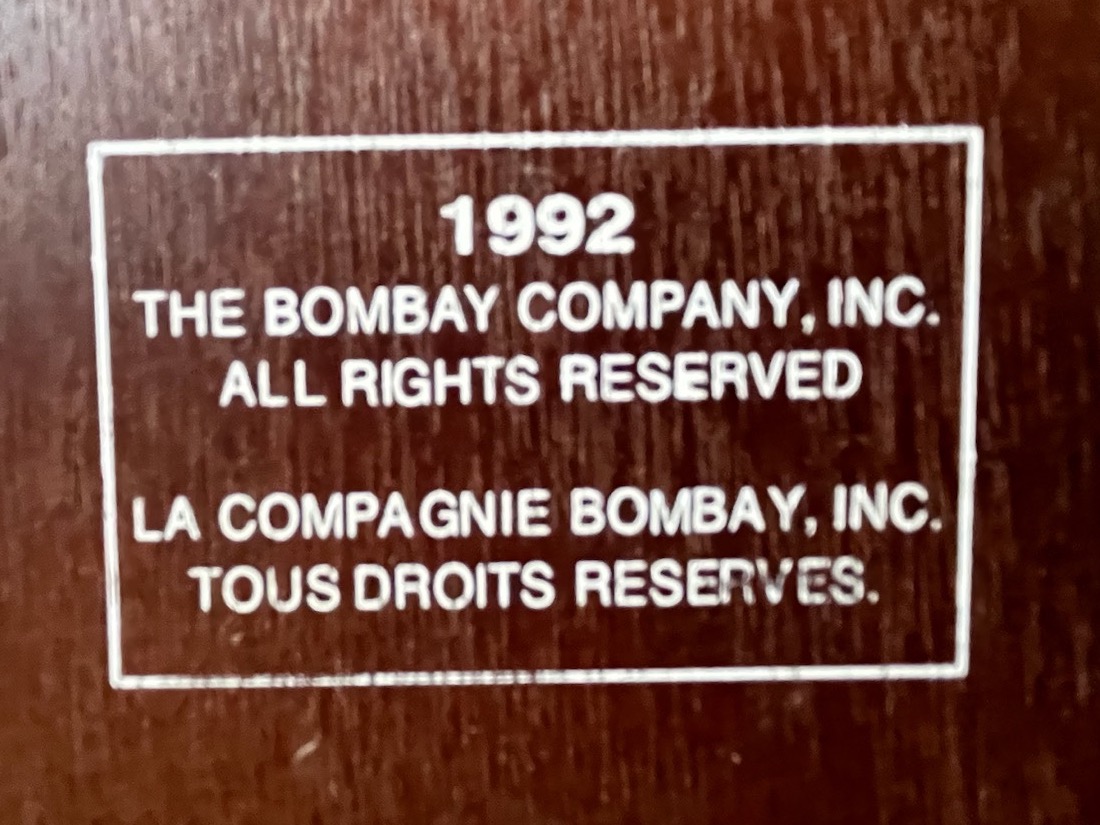 1992
THE BOMBAY COMPANY, INC.
ALL RIGHTS RESERVED
LA COMPAGNIE BOMBAY, INC.
TOUS DROITS RESERVES.